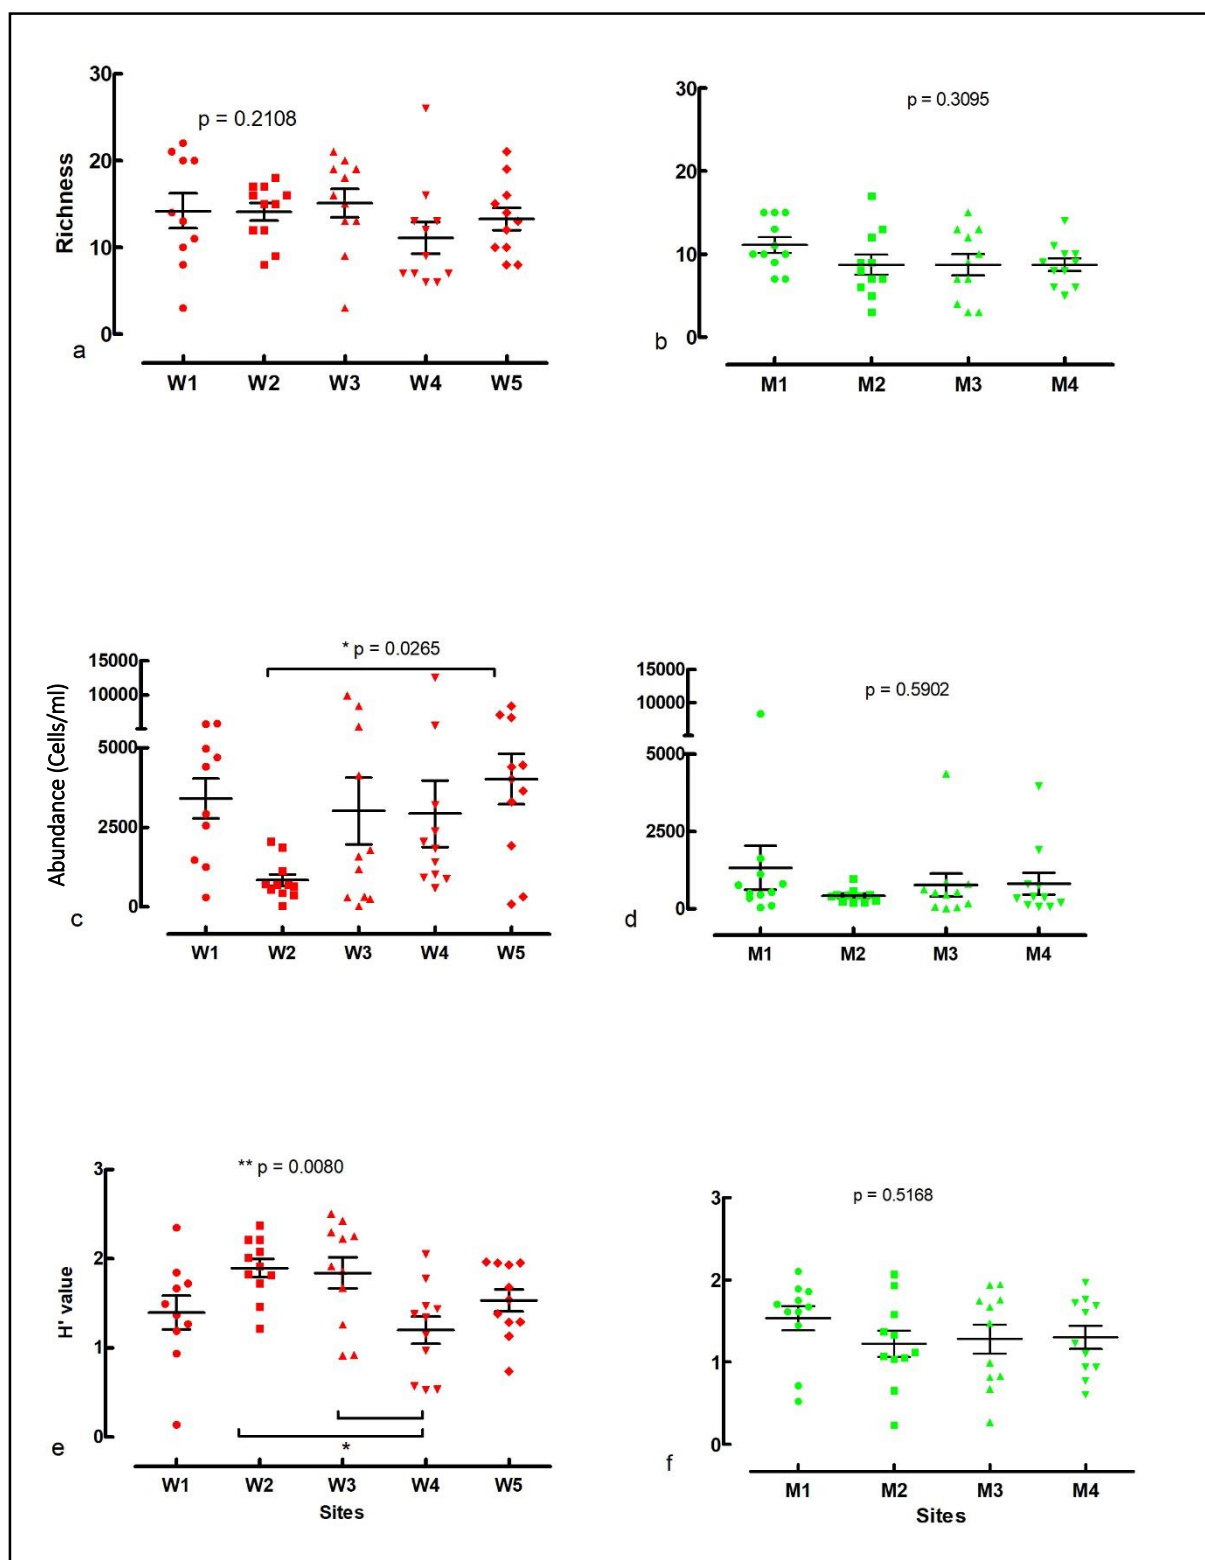 30
20
10
0
Richness
p = 0.2108
a
W1 W2 W3 W4 W5
30
20
10
0
p = 0.3095
b
M1 M2 M3 M4
15000
10000
5000
2500
0
Abundance (Cells/ml)
* p = 0.0265
c
W1 W2 W3 W4 W5
15000
10000
5000
2500
0
p = 0.5902
d
M1 M2 M3 M4
3
2
1
0
H' value
** p = 0.0080
*
e
W1 W2 W3 W4 W5
Sites
3
2
1
0
p = 0.5168
f
M1 M2 M3 M4
Sites